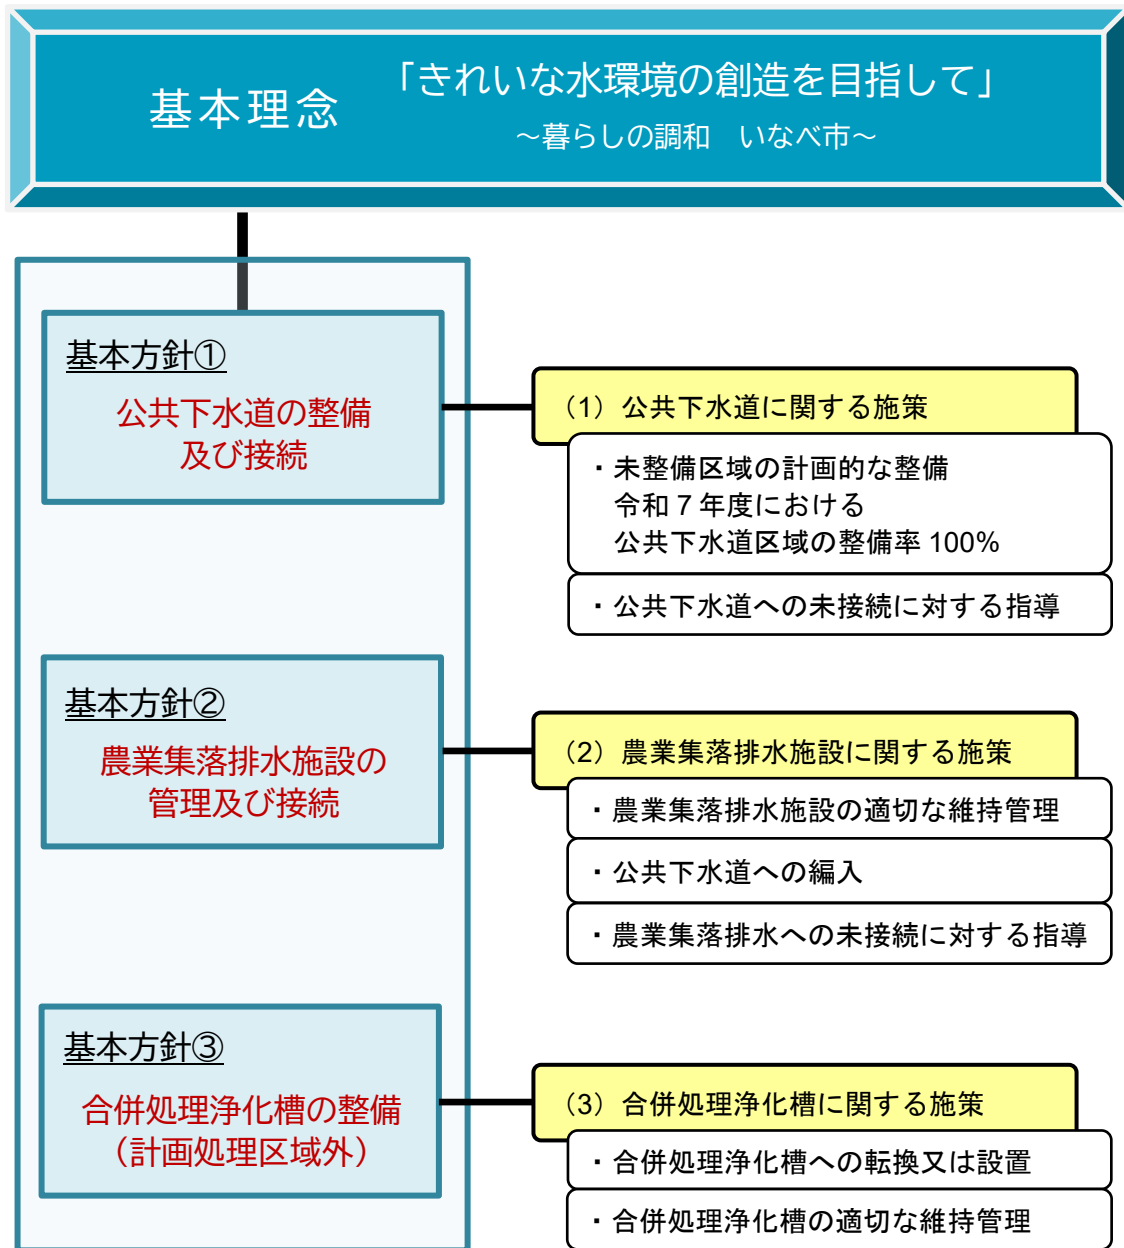 基本理念
「きれいな水環境の創造を目指して」
～暮らしの調和　いなべ市～
基本方針①
公共下水道の整備
及び接続
（1）公共下水道に関する施策
・未整備区域の計画的な整備
令和７年度における
公共下水道区域の整備率 100%
・公共下水道への未接続に対する指導
基本方針②
農業集落排水施設の
管理及び接続
（2）農業集落排水施設に関する施策
・農業集落排水施設の適切な維持管理
・公共下水道への編入
・農業集落排水への未接続に対する指導
基本方針③
合併処理浄化槽の整備
（計画処理区域外）
（3）合併処理浄化槽に関する施策
・合併処理浄化槽への転換又は設置
・合併処理浄化槽の適切な維持管理